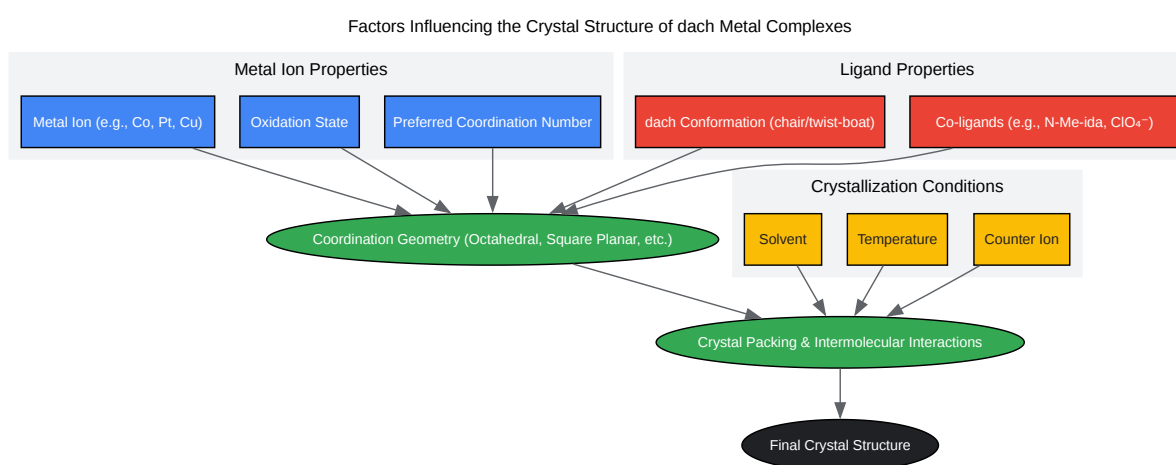 Factors Influencing the Crystal Structure of dach Metal Complexes
Metal Ion Properties
Ligand Properties
Metal Ion (e.g., Co, Pt, Cu)
Oxidation State
Preferred Coordination Number
dach Conformation (chair/twist-boat)
Co-ligands (e.g., N-Me-ida, ClO₄⁻)
Crystallization Conditions
Coordination Geometry (Octahedral, Square Planar, etc.)
Solvent
Temperature
Counter Ion
Crystal Packing & Intermolecular Interactions
Final Crystal Structure